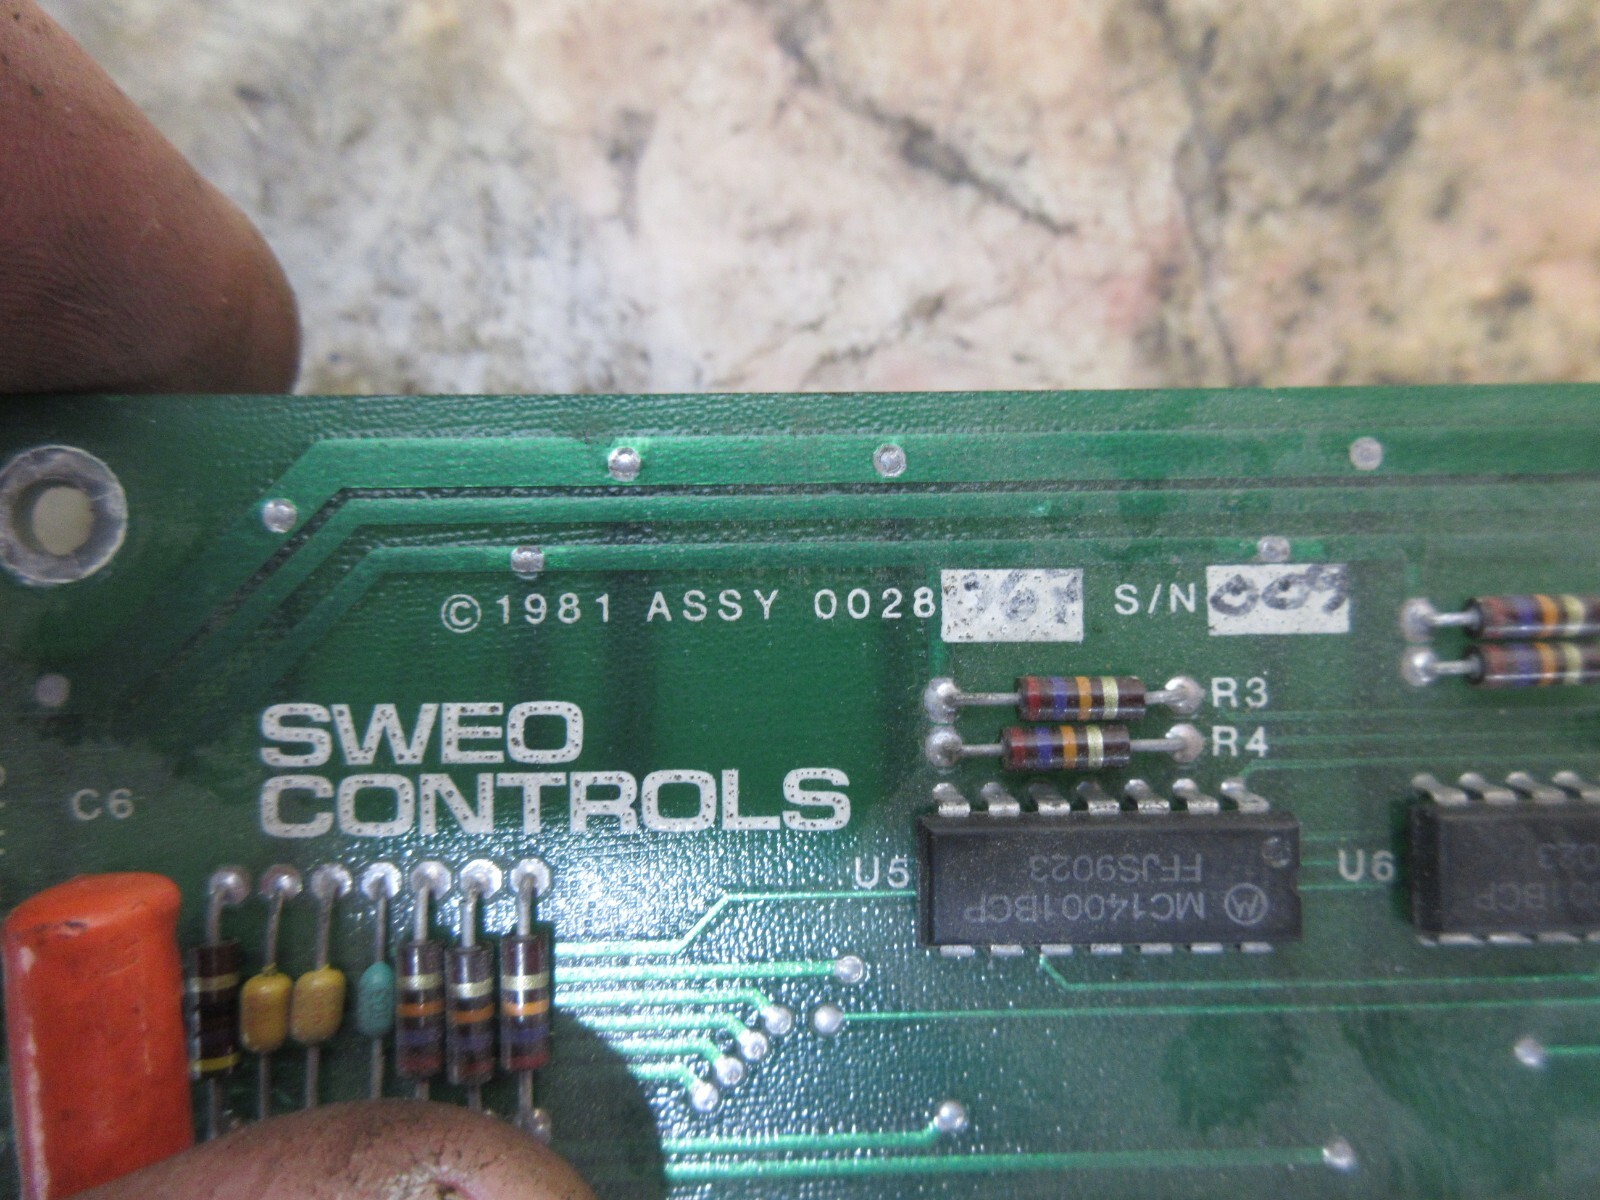 ©1981 ASSY 0028 S/N
R3
R4
SWEO
CONTROLS
C6
U5
MC14001BCP
FFJS9023
U6